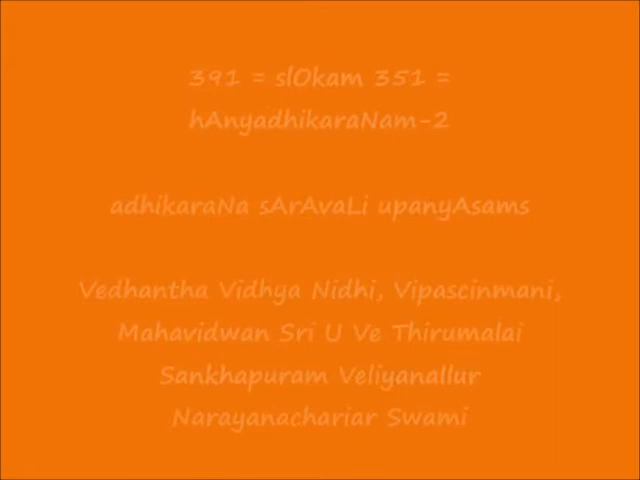 391 = slOkam 351 =
hAnyadhikaraNam-2
adhikaraNa sArAvaLi upanyAsams
Vedhantha Vidhya Nidhi, Vipascinmani,
Mahavidwan Sri U Ve Thirumalai
Sankhapuram Veliyanallur
Narayanachariar Swami